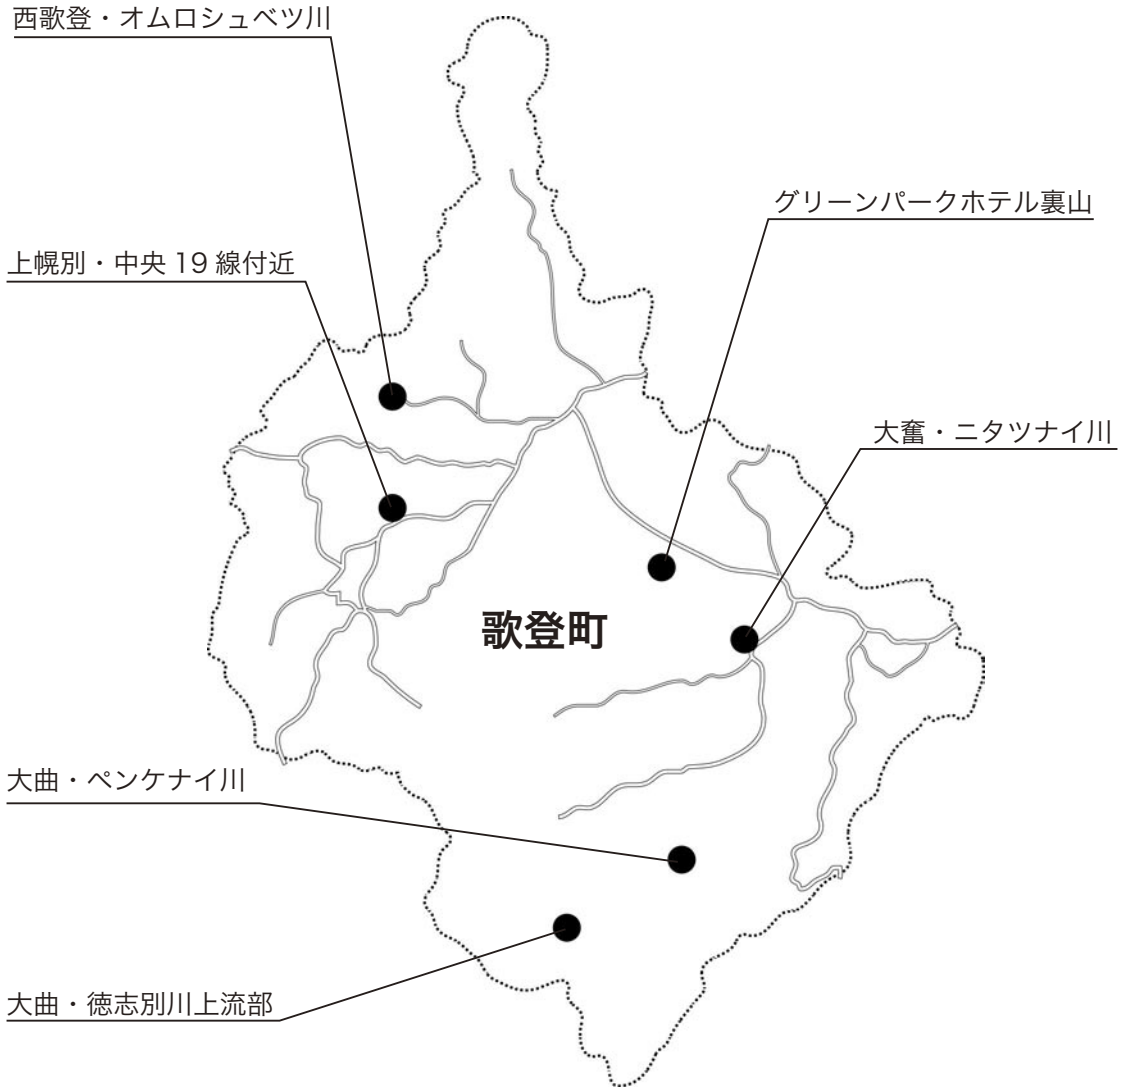 西歌登・オムロシュベツ川
グリーンパークホテル裏山
上幌別・中央 19 線付近
大奮・ニタツナイ川
歌登町
大曲・ペンケナイ川
大曲・徳志別川上流部